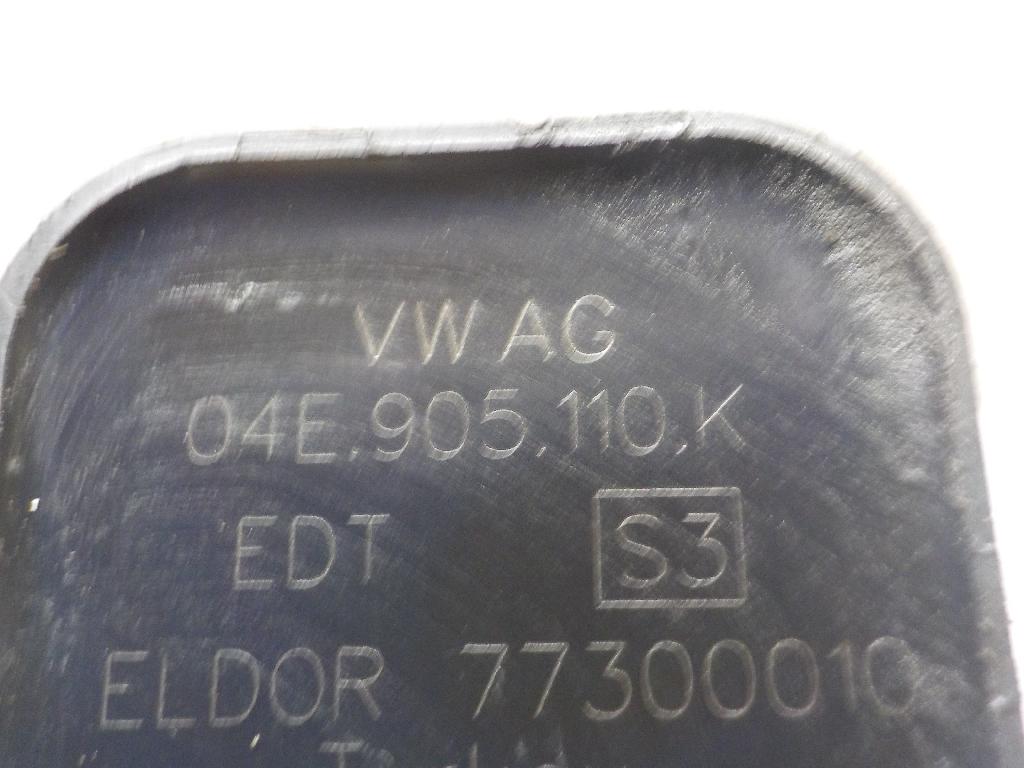 VW AG
04E.905.110.K
EDT S3
ELDOR 77300010